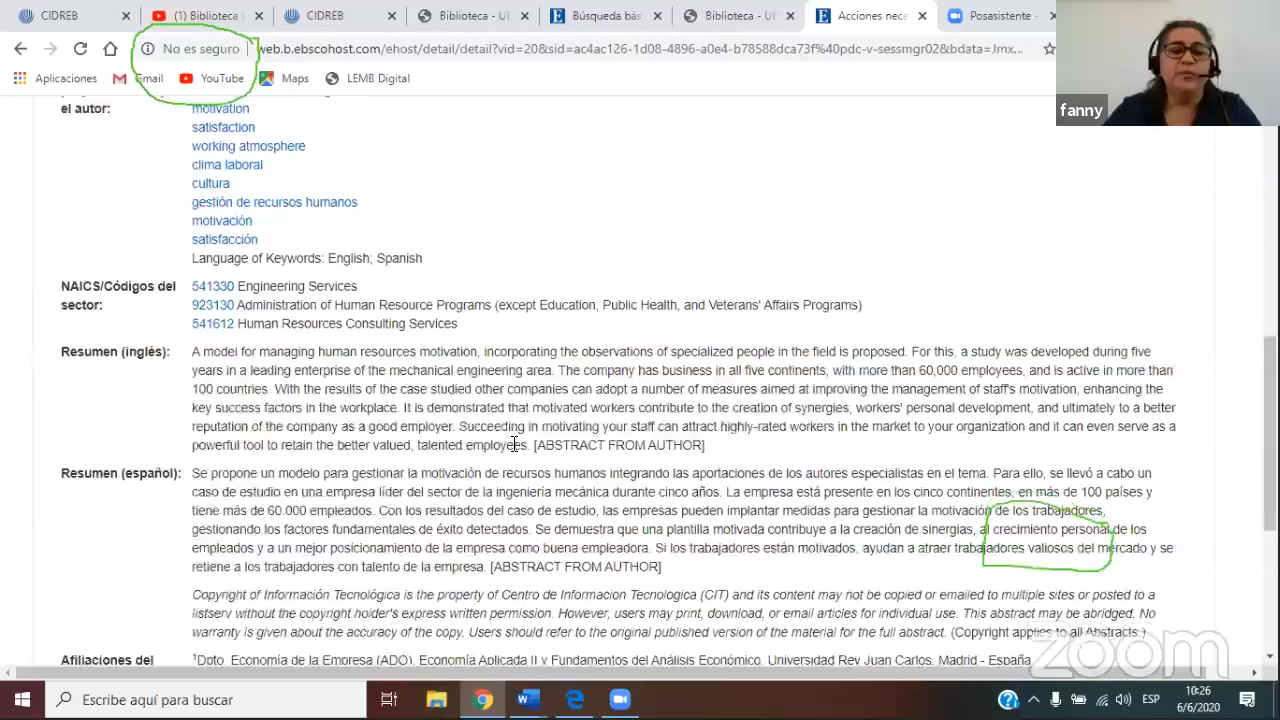 CIDREB
(1) Biblioteca
CIDREB
CIDREB
Biblioteca - UT
Búsqueda bás
Biblioteca - U
Acciones nece
Posasistente
No es seguro
web.b.ebscohost.com/ehost/detail/detail?vid=20&sid=ac4ac126-1d08-4896-a0e4-b78588dca73f%40pdc-v-sessmgr02&bdata=Jmx...
Aplicaciones
Gmail
YouTube
Maps
LEMB Digital
fanny
el autor:
motivation
satisfaction
working atmosphere
clima laboral
cultura
gestión de recursos humanos
motivación
satisfacción
Language of Keywords: English; Spanish
NAICS/Códigos del
sector:
541330 Engineering Services
923130 Administration of Human Resource Programs (except Education, Public Health, and Veterans' Affairs Programs)
541612 Human Resources Consulting Services
Resumen (inglés):
A model for managing human resources motivation, incorporating the observations of specialized people in the field is proposed. For this, a study was developed during five
years in a leading enterprise of the mechanical engineering area. The company has business in all five continents, with more than 60,000 employees, and is active in more than
100 countries. With the results of the case studied other companies can adopt a number of measures aimed at improving the management of staff's motivation, enhancing the
key success factors in the workplace. It is demonstrated that motivated workers contribute to the creation of synergies, workers' personal development, and ultimately to a better
reputation of the company as a good employer. Succeeding in motivating your staff can attract highly-rated workers in the market to your organization and it can even serve as a
powerful tool to retain the better valued, talented employees. [ABSTRACT FROM AUTHOR]
Resumen (español):
Se propone un modelo para gestionar la motivación de recursos humanos integrando las aportaciones de los autores especialistas en el tema. Para ello, se llevó a cabo un
caso de estudio en una empresa líder del sector de la ingeniería mecánica durante cinco años. La empresa está presente en los cinco continentes, en más de 100 países y
tiene más de 60.000 empleados. Con los resultados del caso de estudio, las empresas pueden implantar medidas para gestionar la motivación de los trabajadores,
gestionando los factores fundamentales de éxito detectados. Se demuestra que una plantilla motivada contribuye a la creación de sinergias, al crecimiento personal de los
empleados y a un mejor posicionamiento de la empresa como buena empleadora. Si los trabajadores están motivados, ayudan a atraer trabajadores valiosos del mercado y se
retiene a los trabajadores con talento de la empresa. [ABSTRACT FROM AUTHOR]
Copyright of Información Tecnológica is the property of Centro de Informacion Tecnologica (CIT) and its content may not be copied or emailed to multiple sites or posted to a
listserv without the copyright holder's express written permission. However, users may print, download, or email articles for individual use. This abstract may be abridged. No
warranty is given about the accuracy of the copy. Users should refer to the original published version of the material for the full abstract. (Copyright applies to all Abstracts.)
Afiliaciones del
1Dpto. Economía de la Empresa (ADO), Economía Aplicada II y Fundamentos del Análisis Económico, Universidad Rey Juan Carlos, Madrid - España
zoom
Escribe aquí para buscar
ESP
10:26
6/6/2020